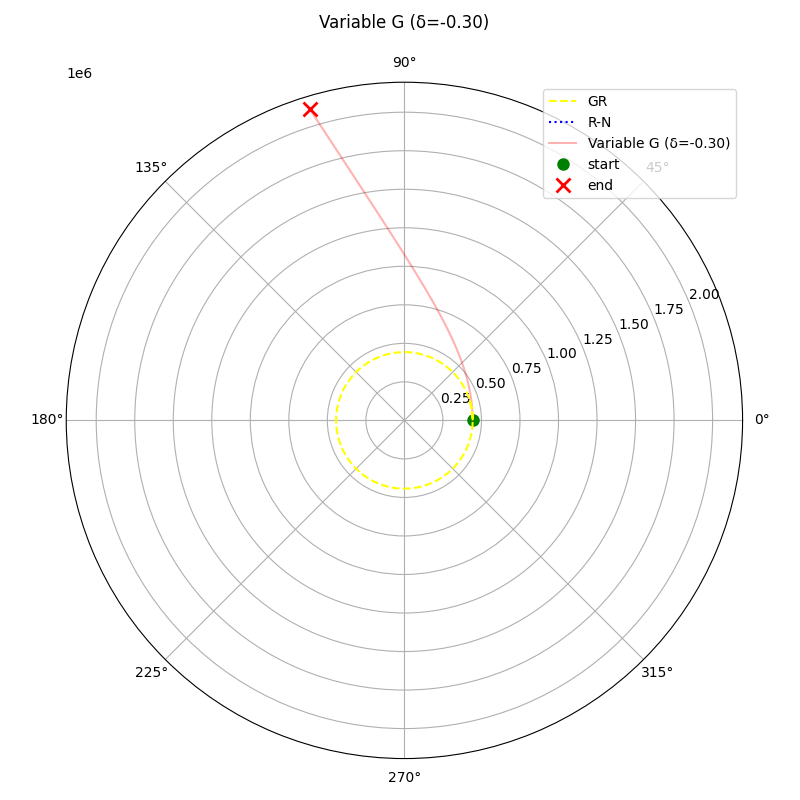 Variable G (δ=-0.30)
1e6
90°
GR
R-N
Variable G (δ=-0.30)
start
end
135°
45°
2.00
1.75
1.50
1.25
1.00
0.75
0.50
0.25
180°
0°
225°
315°
270°